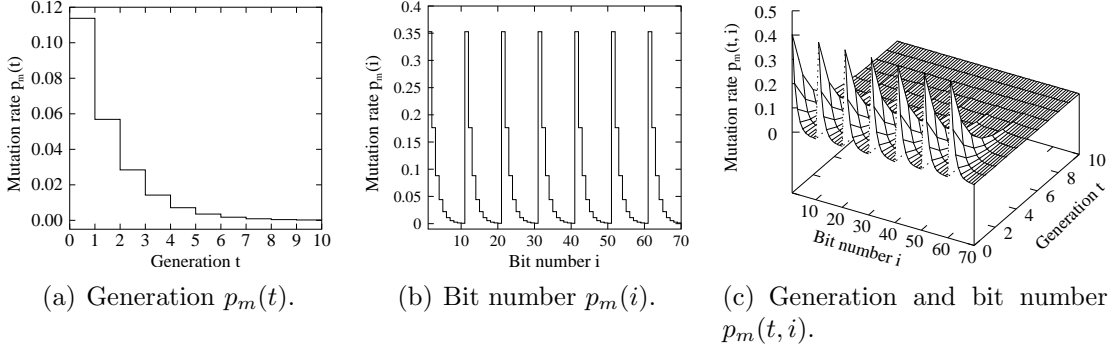 0.12
0.10
0.08
0.06
0.04
0.02
0.00
Mutation rate p_m(t)
0 1 2 3 4 5 6 7 8 9 10
Generation t
(a) Generation p_m(t).
0.4
0.35
0.3
0.25
0.2
0.15
0.1
0.05
0
Mutation rate p_m(i)
10 20 30 40 50 60 70
Bit number i
(b) Bit number p_m(i).
0.5
0.4
0.3
0.2
0.1
0
Mutation rate p_m(t, i)
10 20 30 40 50 60 70
Bit number i
0 2 4 6 8 10
Generation t
(c) Generation and bit number
p_m(t, i).